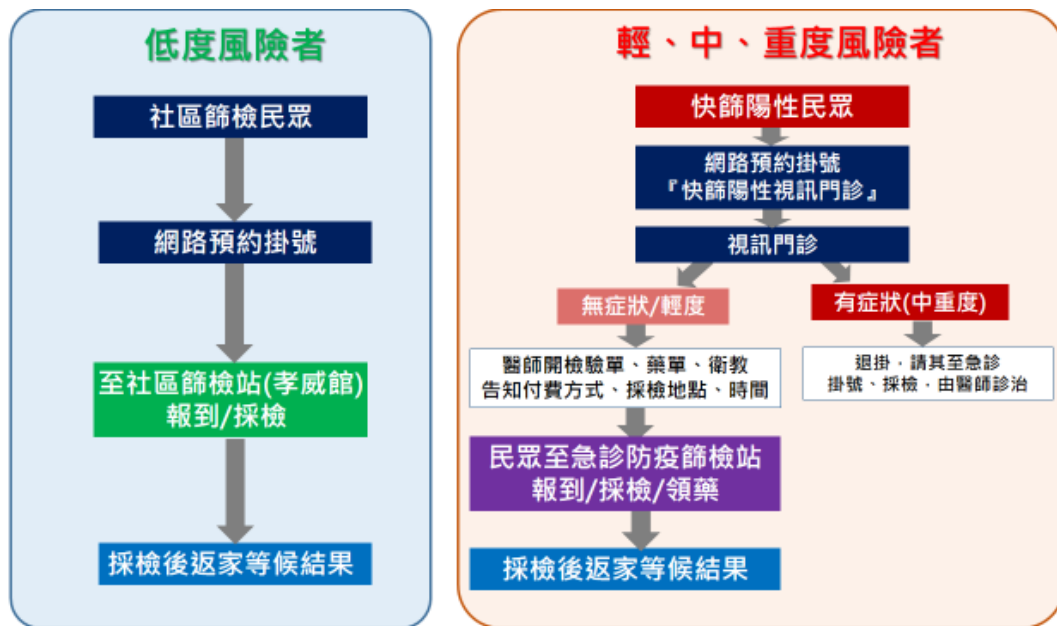 低度風險者
社區篩檢民眾
網路預約掛號
至社區篩檢站(孝威館)
報到/採檢
採檢後返家等候結果
輕、中、重度風險者
快篩陽性民眾
網路預約掛號
『快篩陽性視訊門診』
視訊門診
無症狀/輕度
有症狀(中重度)
醫師開檢驗單、藥單、衛教
告知付費方式、採檢地點、時間
退掛，請其至急診
掛號、採檢，由醫師診治
民眾至急診防疫篩檢站
報到/採檢/領藥
採檢後返家等候結果